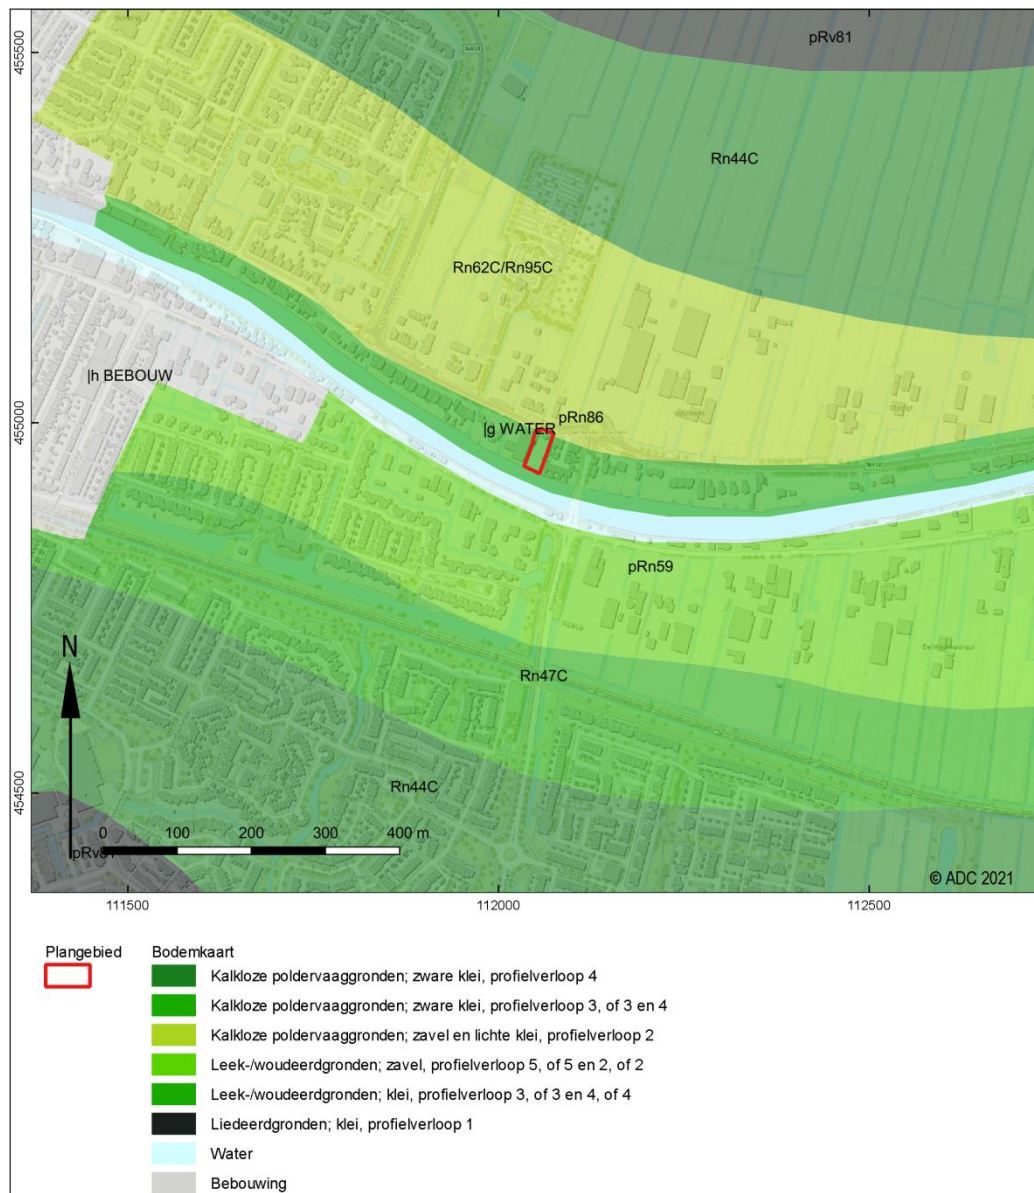 455500
455000
454500
pRv81
N458
Rn44C
Rn62C/Rn95C
|h BEBOUW
pRn86
|g WATER
N458
pRn59
N
Rn47C
Rn44C
0 100 200 300 400 m
pRv81
© ADC 2021
111500 112000 112500
Plangebied Bodemkaart
Kalkloze poldervaaggronden; zware klei, profielverloop 4
Kalkloze poldervaaggronden; zware klei, profielverloop 3, of 3 en 4
Kalkloze poldervaaggronden; zavel en lichte klei, profielverloop 2
Leek-/woudeerdgronden; zavel, profielverloop 5, of 5 en 2, of 2
Leek-/woudeerdgronden; klei, profielverloop 3, of 3 en 4, of 4
Liedeerdgronden; klei, profielverloop 1
Water
Bebouwing